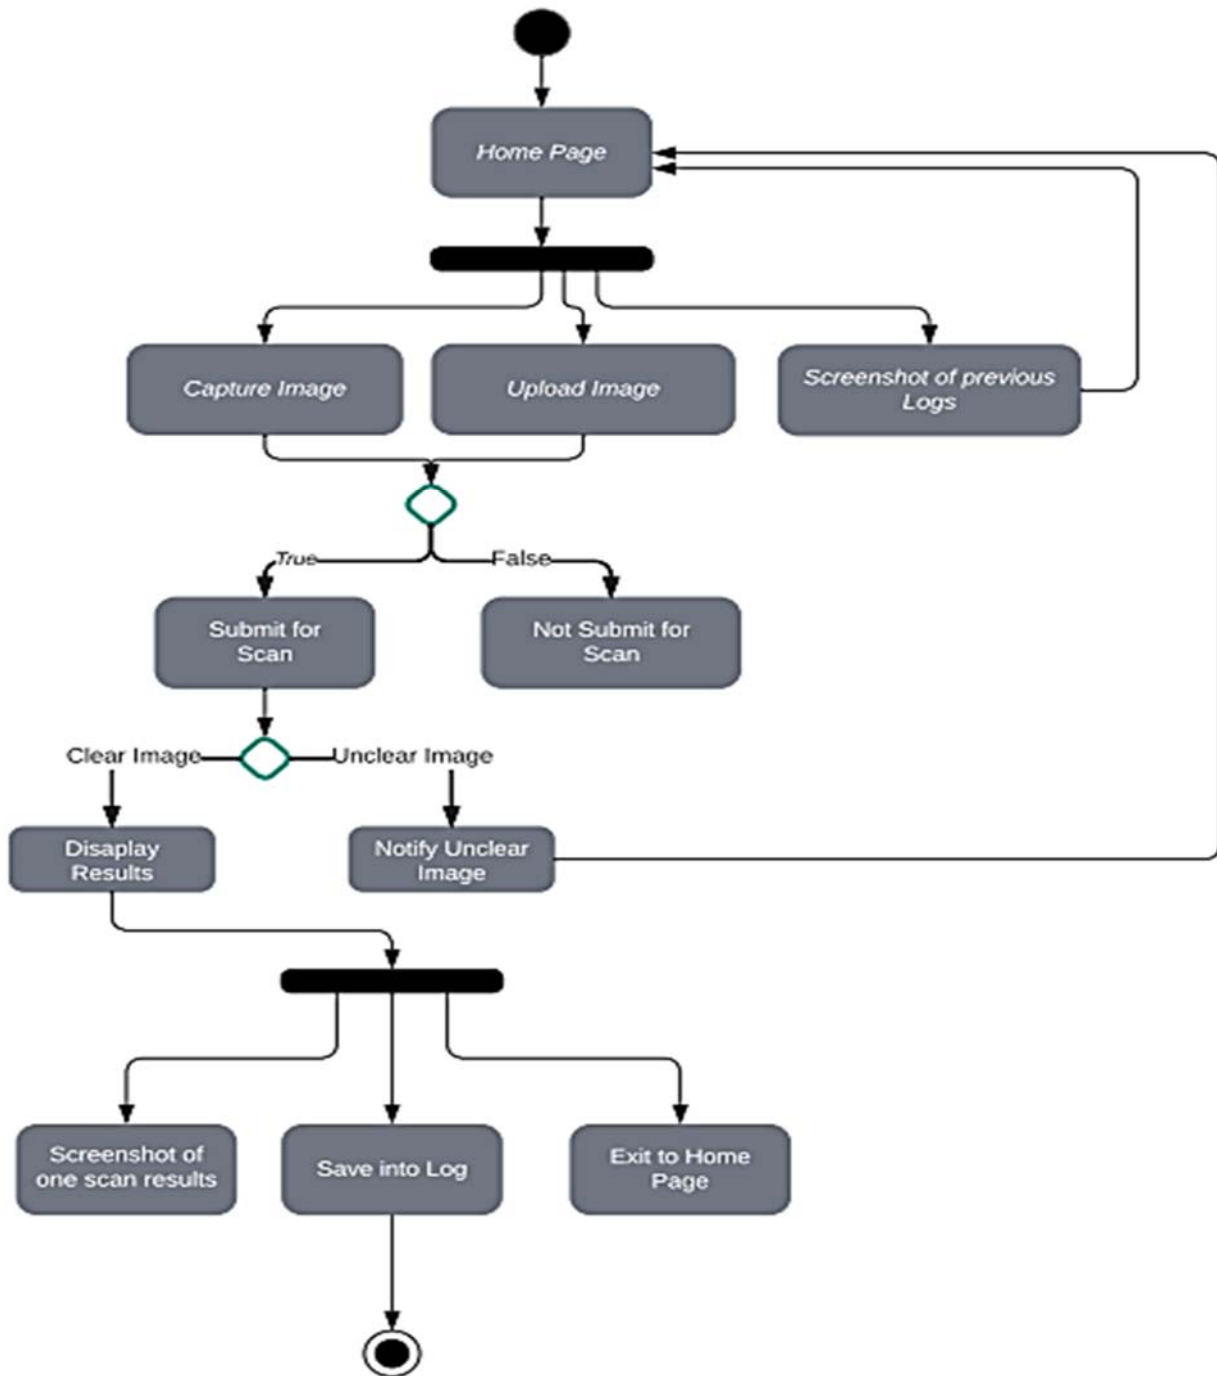 Home Page
Capture Image
Upload Image
Screenshot of previous
Logs
True
False
Submit for
Scan
Not Submit for
Scan
Clear Image
Unclear Image
Disaplay
Results
Notify Unclear
Image
Screenshot of
one scan results
Save into Log
Exit to Home
Page